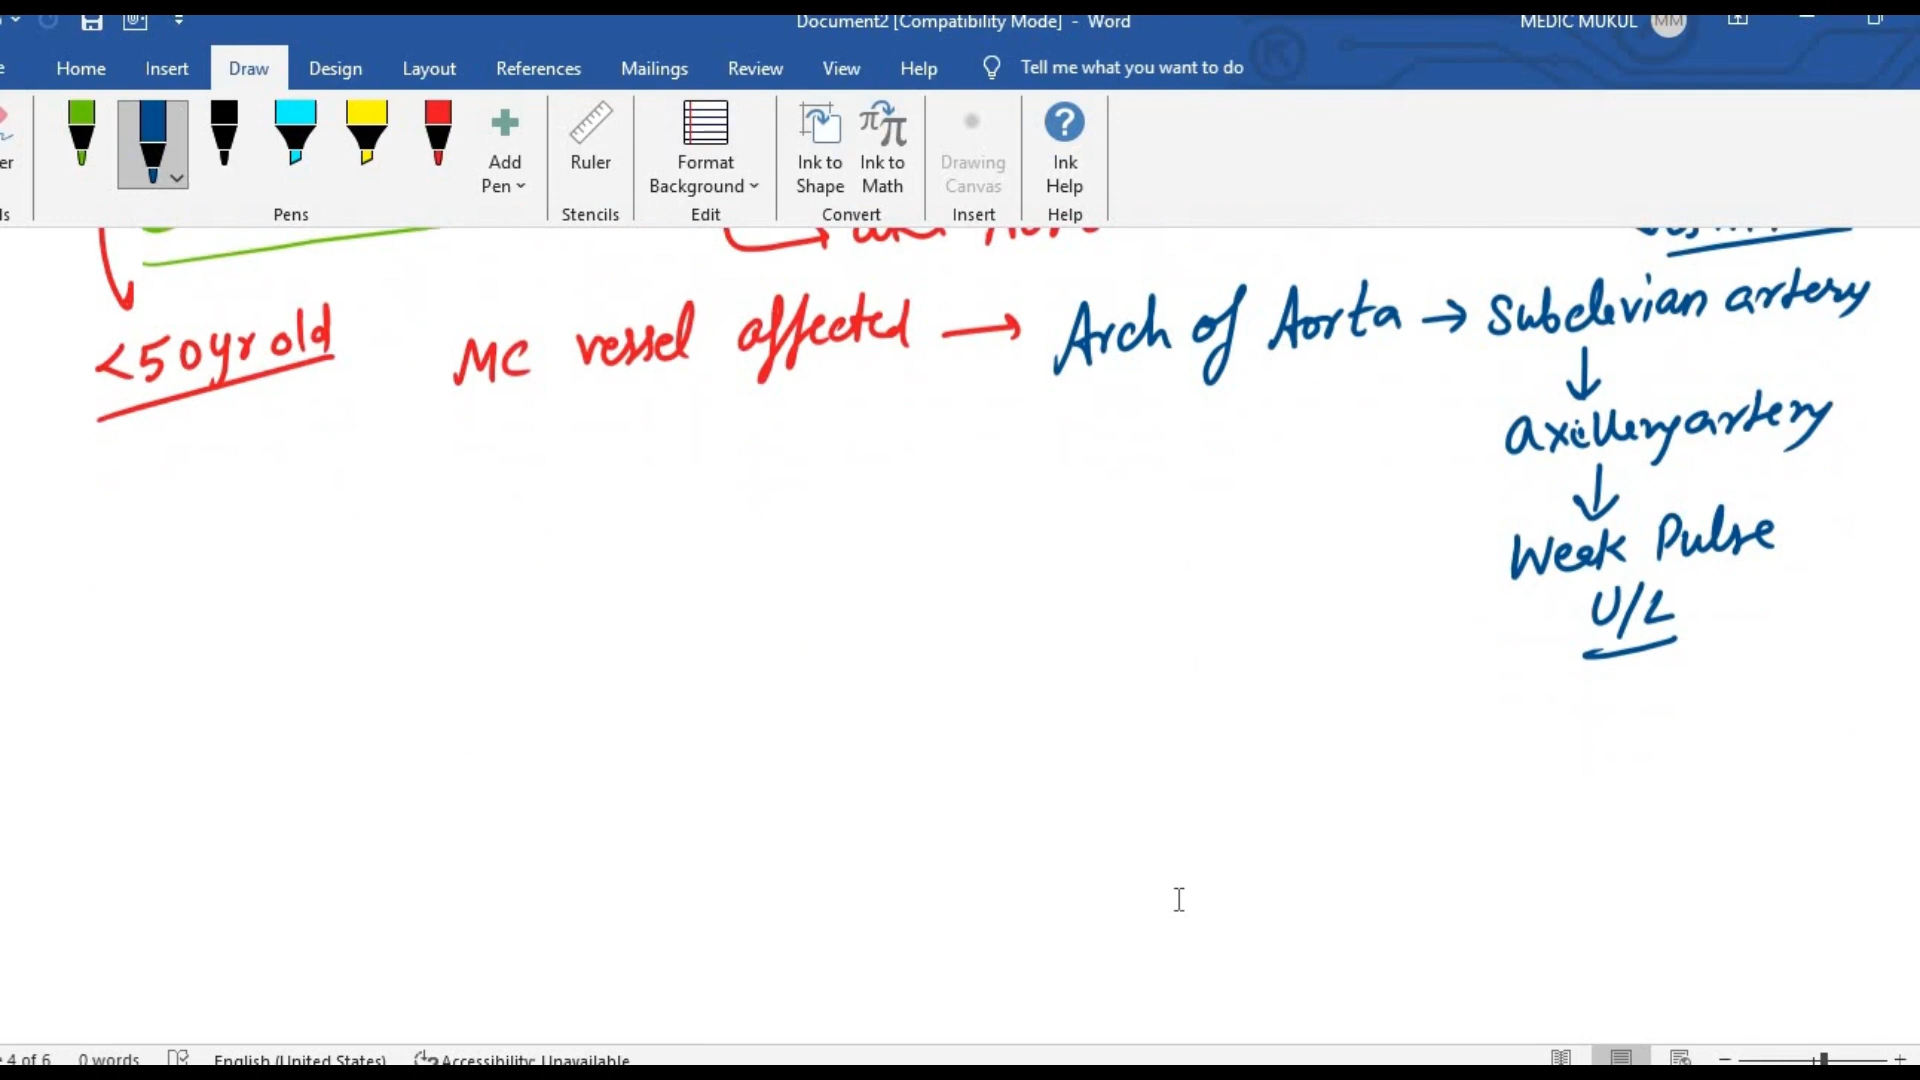 Document2 [Compatibility Mode] - Word
MEDIC MUKUL MM
Home Insert Draw Design Layout References Mailings Review View Help Tell me what you want to do
Add Pen
Ruler
Format Background
Ink to Shape
Ink to Math
Drawing Canvas
Ink Help
Pens Stencils Edit Convert Insert Help
<50yr old
MC vessel affected → Arch of Aorta → Subclevian artery
↓
axillery artery
↓
Week Pulse
U/L
4 of 6 0 words English (United States) Accessibility: Unavailable